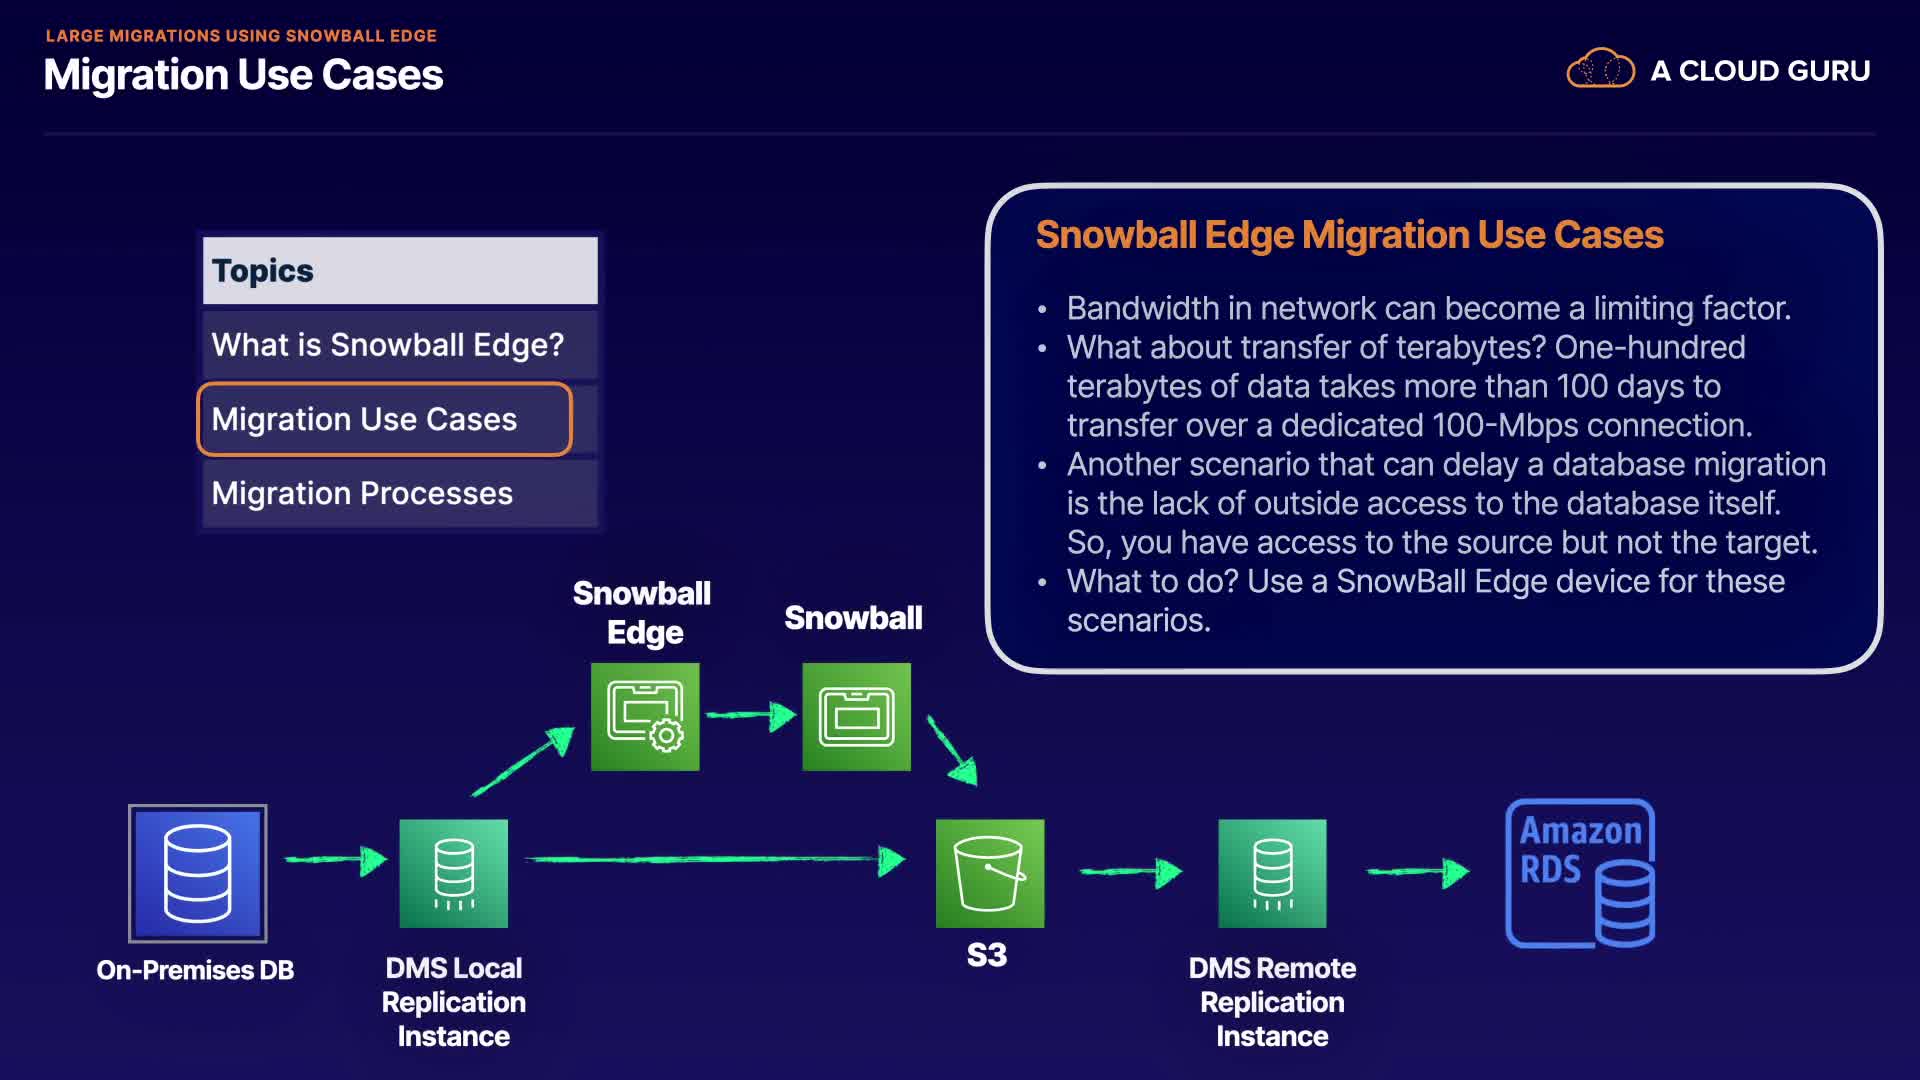 LARGE MIGRATIONS USING SNOWBALL EDGE
Migration Use Cases
A CLOUD GURU
Topics
What is Snowball Edge?
Migration Use Cases
Migration Processes
Snowball Edge Migration Use Cases
• Bandwidth in network can become a limiting factor.
• What about transfer of terabytes? One-hundred
terabytes of data takes more than 100 days to
transfer over a dedicated 100-Mbps connection.
• Another scenario that can delay a database migration
is the lack of outside access to the database itself.
So, you have access to the source but not the target.
• What to do? Use a SnowBall Edge device for these
scenarios.
Snowball
Edge
Snowball
On-Premises DB
DMS Local
Replication
Instance
S3
DMS Remote
Replication
Instance
Amazon
RDS